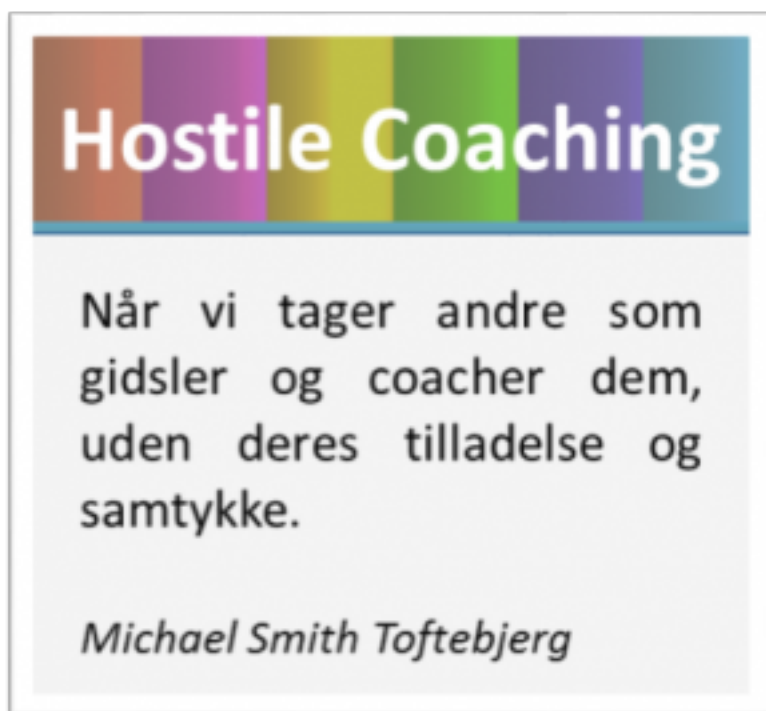 Hostile Coaching
Når vi tager andre som
gidsler og coacher dem,
uden deres tilladelse og
samtykke.
Michael Smith Toftebjerg